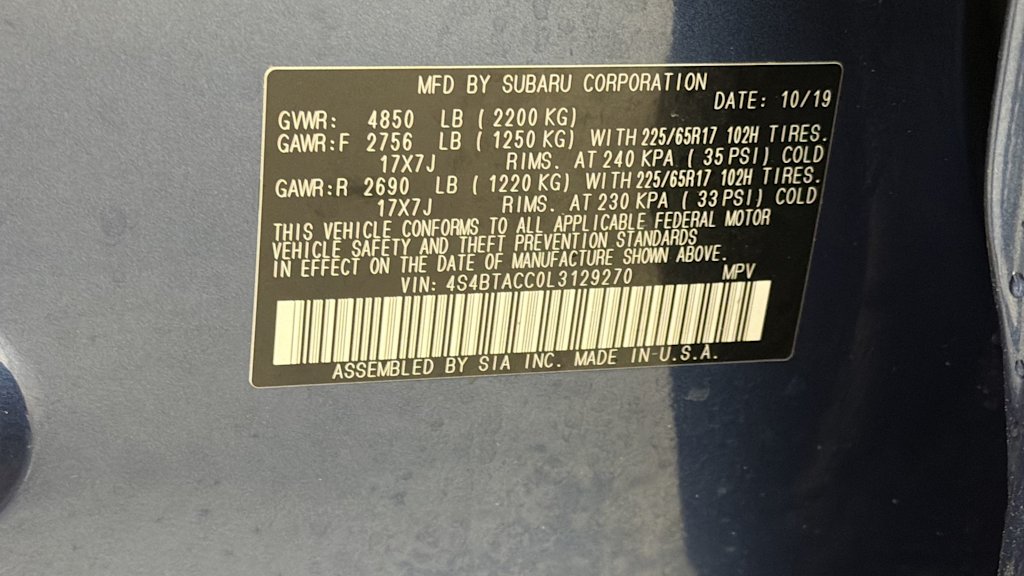 MFD BY SUBARU CORPORATION
DATE: 10/19
GVWR: 4850 LB (2200 KG)
GAWR:F 2756 LB (1250 KG) WITH 225/65R17 102H TIRES.
17X7J RIMS. AT 240 KPA (35 PSI) COLD
GAWR:R 2690 LB (1220 KG) WITH 225/65R17 102H TIRES.
17X7J RIMS. AT 230 KPA (33 PSI) COLD
THIS VEHICLE CONFORMS TO ALL APPLICABLE FEDERAL MOTOR
VEHICLE SAFETY AND THEFT PREVENTION STANDARDS
IN EFFECT ON THE DATE OF MANUFACTURE SHOWN ABOVE.
VIN: 4S4BTACC0L3129270 MPV
ASSEMBLED BY SIA INC. MADE IN-U.S.A.